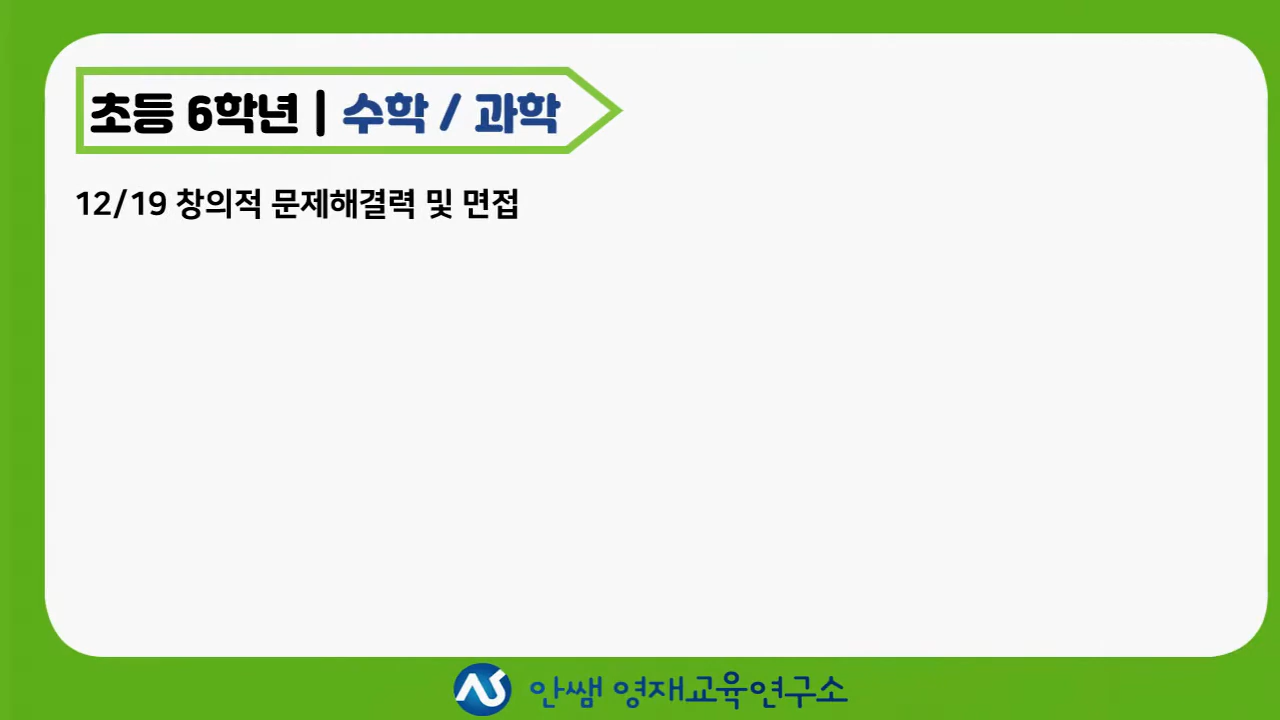 초등 6학년 | 수학 / 과학
12/19 창의적 문제해결력 및 면접
안쌤 영재교육연구소